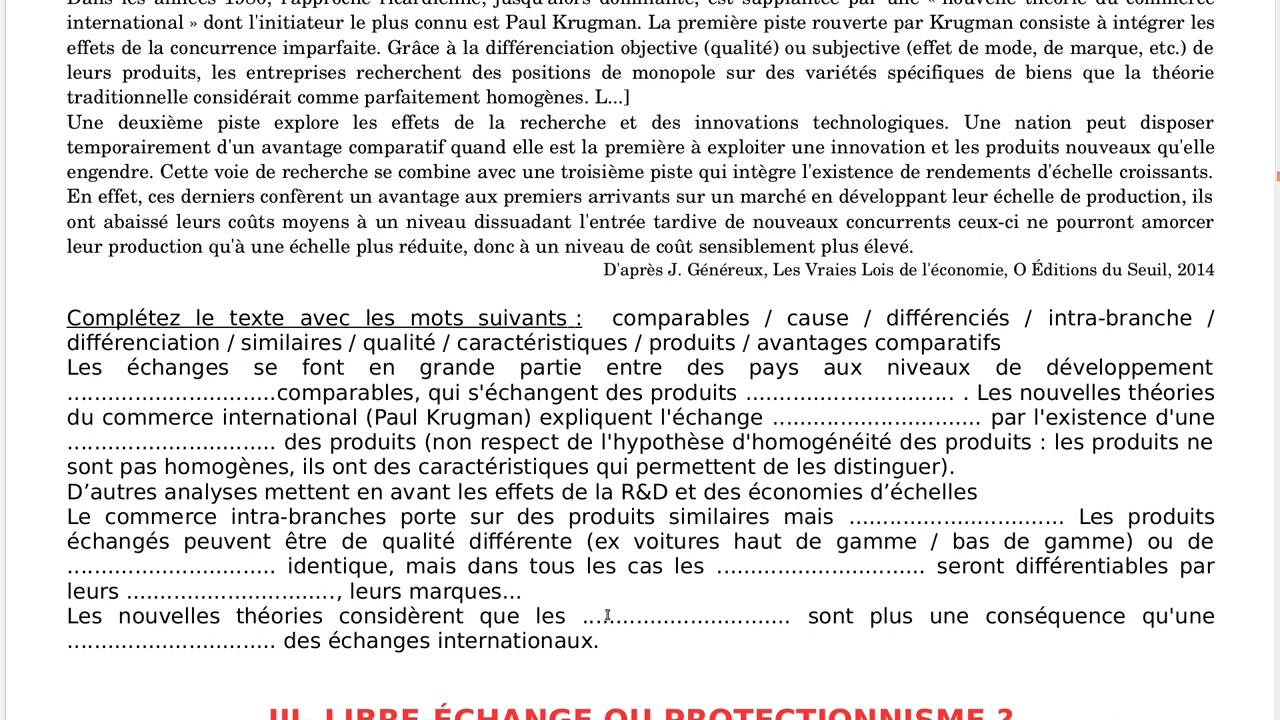 Dans les années 1980, l'approche ricardienne, jusqu'alors dominante, est supplantée par une « nouvelle théorie du commerce
international » dont l'initiateur le plus connu est Paul Krugman. La première piste rouverte par Krugman consiste à intégrer les
effets de la concurrence imparfaite. Grâce à la différenciation objective (qualité) ou subjective (effet de mode, de marque, etc.) de
leurs produits, les entreprises recherchent des positions de monopole sur des variétés spécifiques de biens que la théorie
traditionnelle considérait comme parfaitement homogènes. L...]
Une deuxième piste explore les effets de la recherche et des innovations technologiques. Une nation peut disposer
temporairement d'un avantage comparatif quand elle est la première à exploiter une innovation et les produits nouveaux qu'elle
engendre. Cette voie de recherche se combine avec une troisième piste qui intègre l'existence de rendements d'échelle croissants.
En effet, ces derniers confèrent un avantage aux premiers arrivants sur un marché en développant leur échelle de production, ils
ont abaissé leurs coûts moyens à un niveau dissuadant l'entrée tardive de nouveaux concurrents ceux-ci ne pourront amorcer
leur production qu'à une échelle plus réduite, donc à un niveau de coût sensiblement plus élevé.
D'après J. Généreux, Les Vraies Lois de l'économie, O Éditions du Seuil, 2014
Complétez le texte avec les mots suivants : comparables / cause / différenciés / intra-branche /
différenciation / similaires / qualité / caractéristiques / produits / avantages comparatifs
Les échanges se font en grande partie entre des pays aux niveaux de développement
...............................comparables, qui s'échangent des produits ............................... . Les nouvelles théories
du commerce international (Paul Krugman) expliquent l'échange ............................... par l'existence d'une
............................... des produits (non respect de l'hypothèse d'homogénéité des produits : les produits ne
sont pas homogènes, ils ont des caractéristiques qui permettent de les distinguer).
D’autres analyses mettent en avant les effets de la R&D et des économies d’échelles
Le commerce intra-branches porte sur des produits similaires mais ................................ Les produits
échangés peuvent être de qualité différente (ex voitures haut de gamme / bas de gamme) ou de
............................... identique, mais dans tous les cas les ............................... seront différentiables par
leurs ..............................., leurs marques...
Les nouvelles théories considèrent que les ............................... sont plus une conséquence qu'une
............................... des échanges internationaux.
III- LIBRE-ÉCHANGE OU PROTECTIONNISME ?